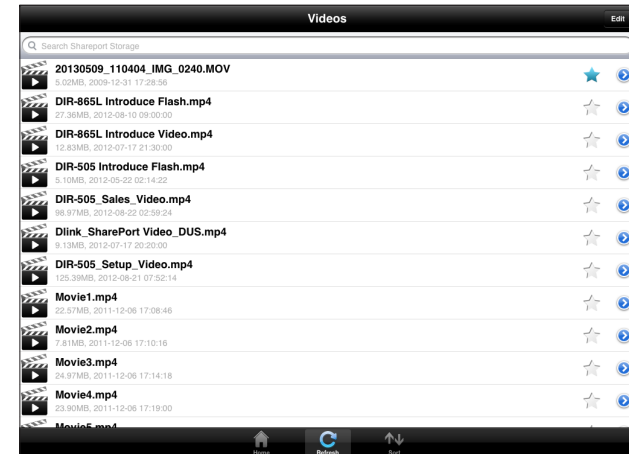 Videos
Edit
Search Shareport Storage
20130509_110404_IMG_0240.MOV
5.02MB, 2009-12-31 17:28:56
DIR-865L Introduce Flash.mp4
27.36MB, 2012-08-10 09:00:00
DIR-865L Introduce Video.mp4
12.83MB, 2012-07-17 21:30:00
DIR-505 Introduce Flash.mp4
5.10MB, 2012-05-22 02:14:22
DIR-505_Sales_Video.mp4
98.97MB, 2012-08-22 02:59:24
Dlink_SharePort Video_DUS.mp4
9.13MB, 2012-07-17 20:20:00
DIR-505_Setup_Video.mp4
125.39MB, 2012-08-21 07:52:14
Movie1.mp4
22.57MB, 2011-12-06 17:08:46
Movie2.mp4
7.81MB, 2011-12-06 17:10:16
Movie3.mp4
24.97MB, 2011-12-06 17:14:18
Movie4.mp4
23.90MB, 2011-12-06 17:19:00
Movie5.mp4
Home
Refresh
Sort